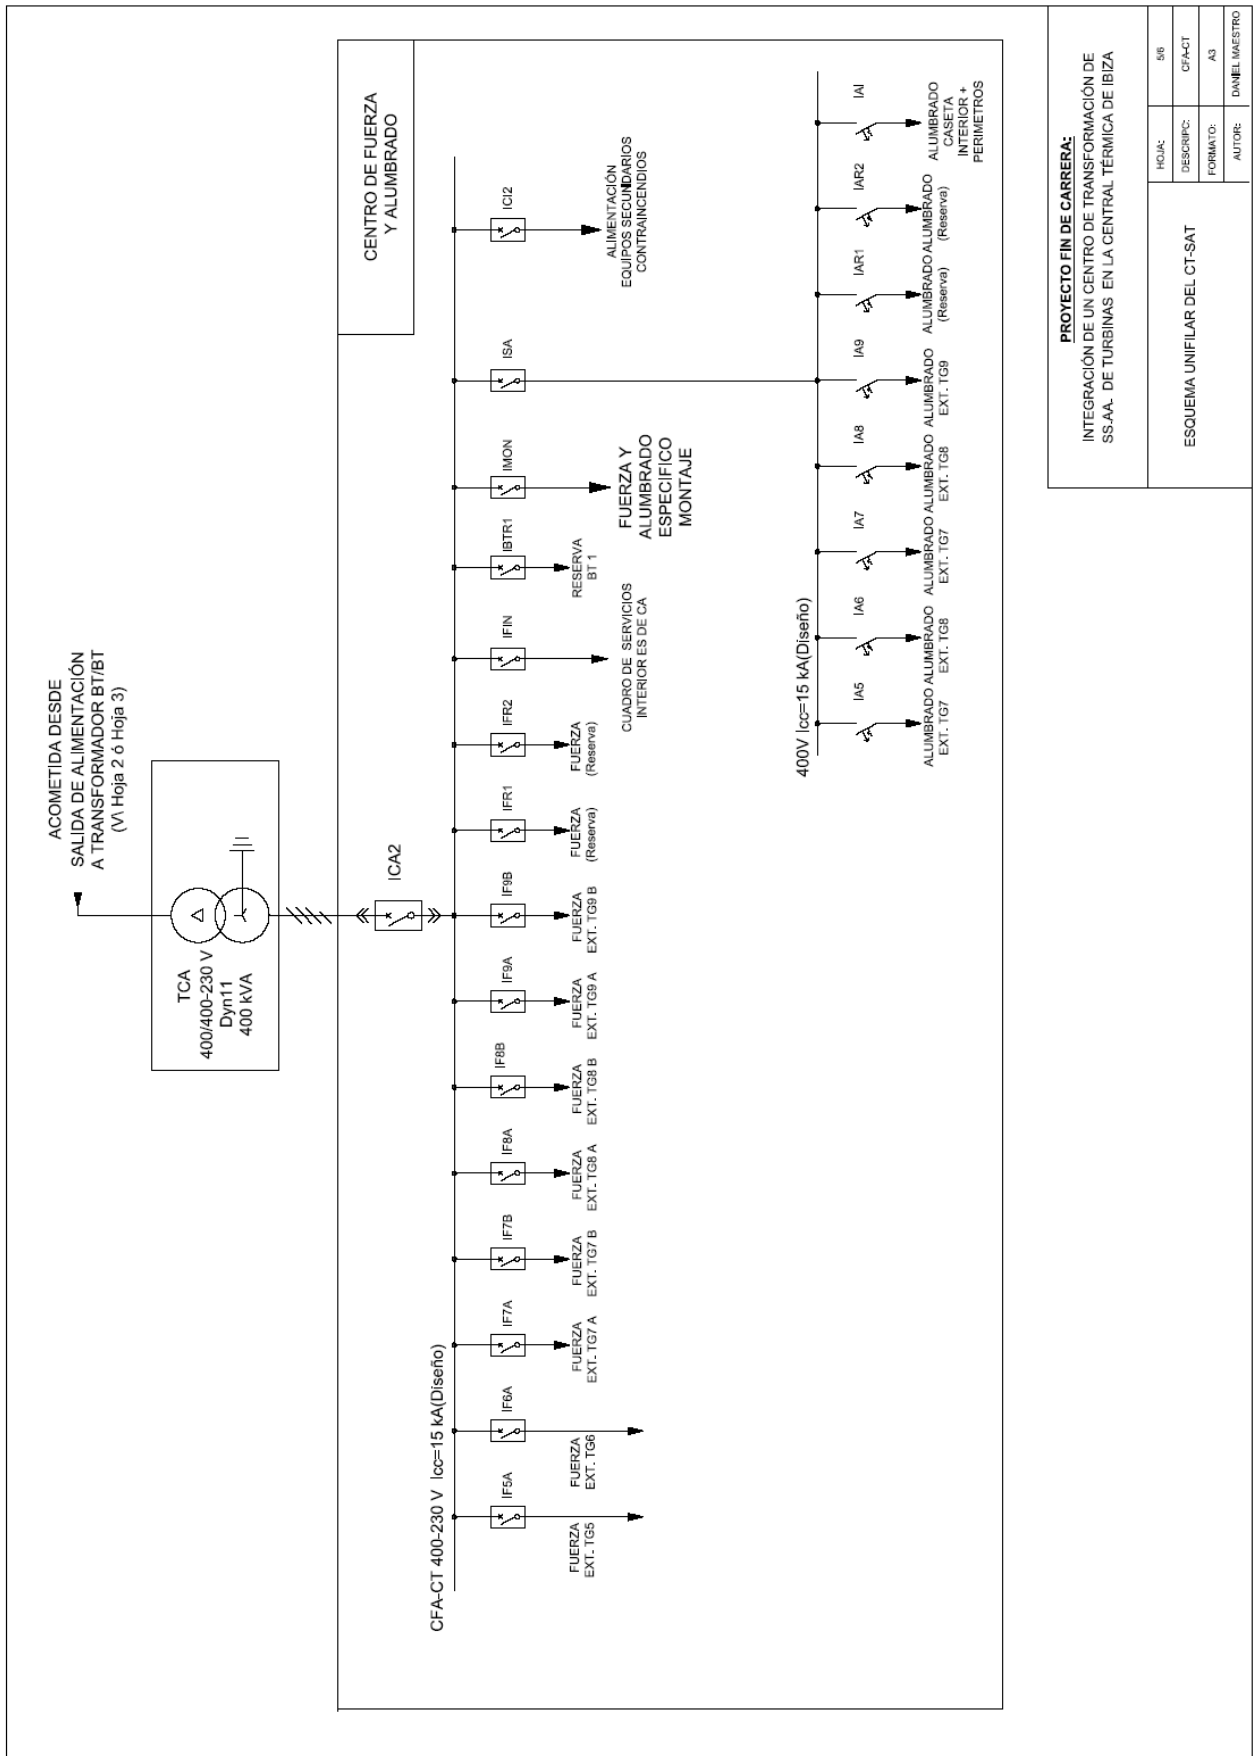 ACOMETIDA DESDE
SALIDA DE ALIMENTACIÓN
A TRANSFORMADOR BT/BT
(V\ Hoja 2 ó Hoja 3)
TCA
400/400-230 V
Dyn11
400 kVA
CENTRO DE FUERZA
Y ALUMBRADO
ICA2
CFA-CT 400-230 V Icc=15 kA(Diseño)
IF5A
FUERZA
EXT. TG5
IF6A
FUERZA
EXT. TG6
IF7A
FUERZA
EXT. TG7 A
IF7B
FUERZA
EXT. TG7 B
IF8A
FUERZA
EXT. TG8 A
IF8B
FUERZA
EXT. TG8 B
IF9A
FUERZA
EXT. TG9 A
IF9B
FUERZA
EXT. TG9 B
IFR1
FUERZA
(Reserva)
IFR2
FUERZA
(Reserva)
IFIN
CUADRO DE SERVICIOS
INTERIOR ES DE CA
IBTR1
RESERVA
BT 1
IMON
FUERZA Y
ALUMBRADO
ESPECIFICO
MONTAJE
ISA
ICI2
ALIMENTACIÓN
EQUIPOS SECUNDARIOS
CONTRAINCENDIOS
400V Icc=15 kA(Diseño)
IA5
ALUMBRADO
EXT. TG7
IA6
ALUMBRADO
EXT. TG8
IA7
ALUMBRADO
EXT. TG7
IA8
ALUMBRADO
EXT. TG8
IA9
ALUMBRADO
EXT. TG9
IAR1
ALUMBRADO
(Reserva)
IAR2
ALUMBRADO
(Reserva)
IAI
ALUMBRADO
CASETA
INTERIOR +
PERIMETROS
PROYECTO FIN DE CARRERA:
INTEGRACIÓN DE UN CENTRO DE TRANSFORMACIÓN DE
SS.AA. DE TURBINAS EN LA CENTRAL TÉRMICA DE IBIZA
ESQUEMA UNIFILAR DEL CT-SAT
HOJA: 5/6
DESCRIPC: CFA-CT
FORMATO: A3
AUTOR: DANIEL MAESTRO